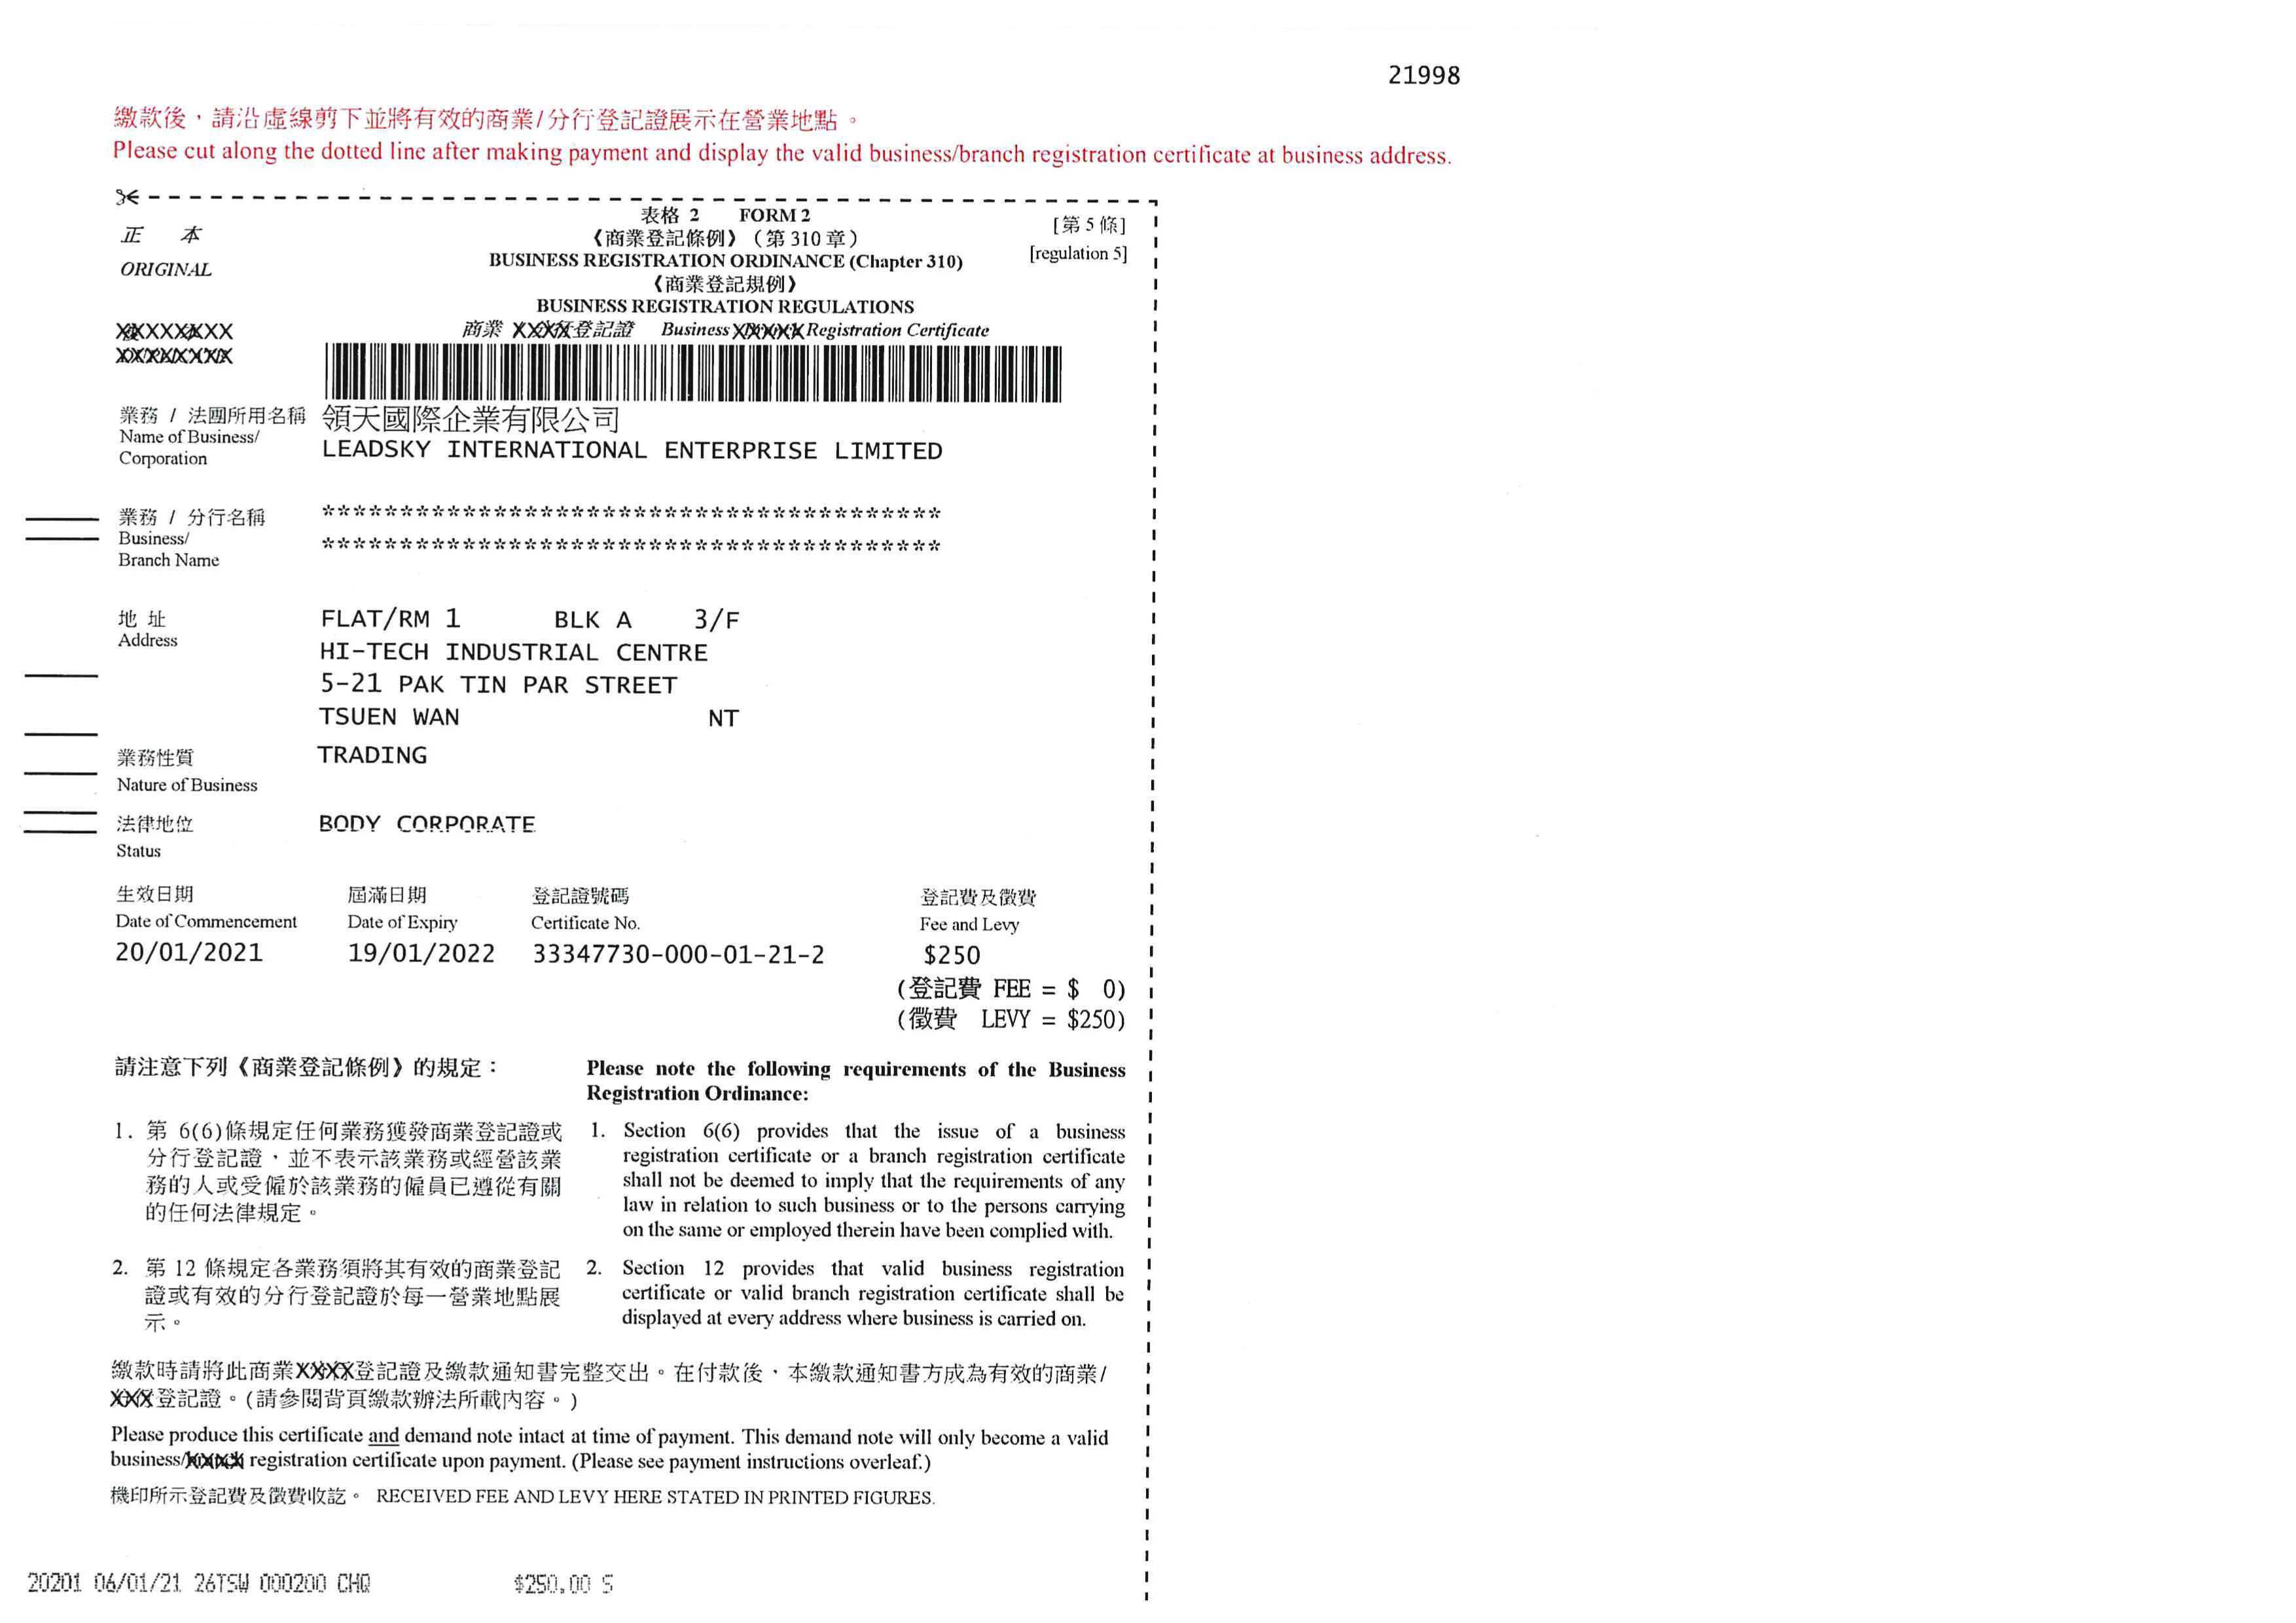 21998
繳款後，請沿虛線剪下並將有效的商業/分行登記證展示在營業地點。
Please cut along the dotted line after making payment and display the valid business/branch registration certificate at business address.
表格 2 FORM 2
正 本
《商業登記條例》（第 310 章）
[第 5 條]
ORIGINAL
BUSINESS REGISTRATION ORDINANCE (Chapter 310)
[regulation 5]
《商業登記規例》
BUSINESS REGISTRATION REGULATIONS
商業 登記證 Business Registration Certificate
業務 / 法團所用名稱 領天國際企業有限公司
Name of Business/
Corporation
LEADSKY INTERNATIONAL ENTERPRISE LIMITED
業務 / 分行名稱 ****************************************
Business/
Branch Name
****************************************
地 址
Address
FLAT/RM 1 BLK A 3/F
HI-TECH INDUSTRIAL CENTRE
5-21 PAK TIN PAR STREET
TSUEN WAN NT
業務性質 TRADING
Nature of Business
法律地位 BODY CORPORATE
Status
生效日期 屆滿日期 登記證號碼 登記費及徵費
Date of Commencement Date of Expiry Certificate No. Fee and Levy
20/01/2021 19/01/2022 33347730-000-01-21-2 $250
(登記費 FEE = $ 0)
(徵費 LEVY = $250)
請注意下列《商業登記條例》的規定：
1. 第 6(6)條規定任何業務獲發商業登記證或
分行登記證，並不表示該業務或經營該業
務的人或受僱於該業務的僱員已遵從有關
的任何法律規定。
2. 第 12 條規定各業務須將其有效的商業登記
證或有效的分行登記證於每一營業地點展
示。
Please note the following requirements of the Business
Registration Ordinance:
1. Section 6(6) provides that the issue of a business
registration certificate or a branch registration certificate
shall not be deemed to imply that the requirements of any
law in relation to such business or to the persons carrying
on the same or employed therein have been complied with.
2. Section 12 provides that valid business registration
certificate or valid branch registration certificate shall be
displayed at every address where business is carried on.
繳款時請將此商業XXXX登記證及繳款通知書完整交出。在付款後，本繳款通知書方成為有效的商業/
XXX登記證。(請參閱背頁繳款辦法所載內容。)
Please produce this certificate and demand note intact at time of payment. This demand note will only become a valid
business/ registration certificate upon payment. (Please see payment instructions overleaf.)
機印所示登記費及徵費收訖。 RECEIVED FEE AND LEVY HERE STATED IN PRINTED FIGURES.
20201 06/01/21 26TSW 000200 CHQ $250.00 S